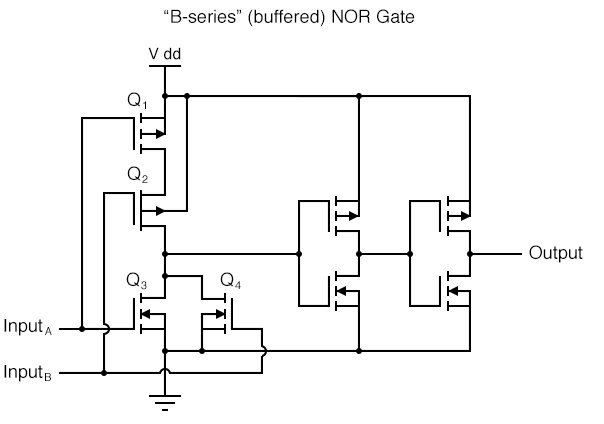 “B-series” (buffered) NOR Gate
V dd
Q1
Q2
Q3
Q4
Output
InputA
InputB